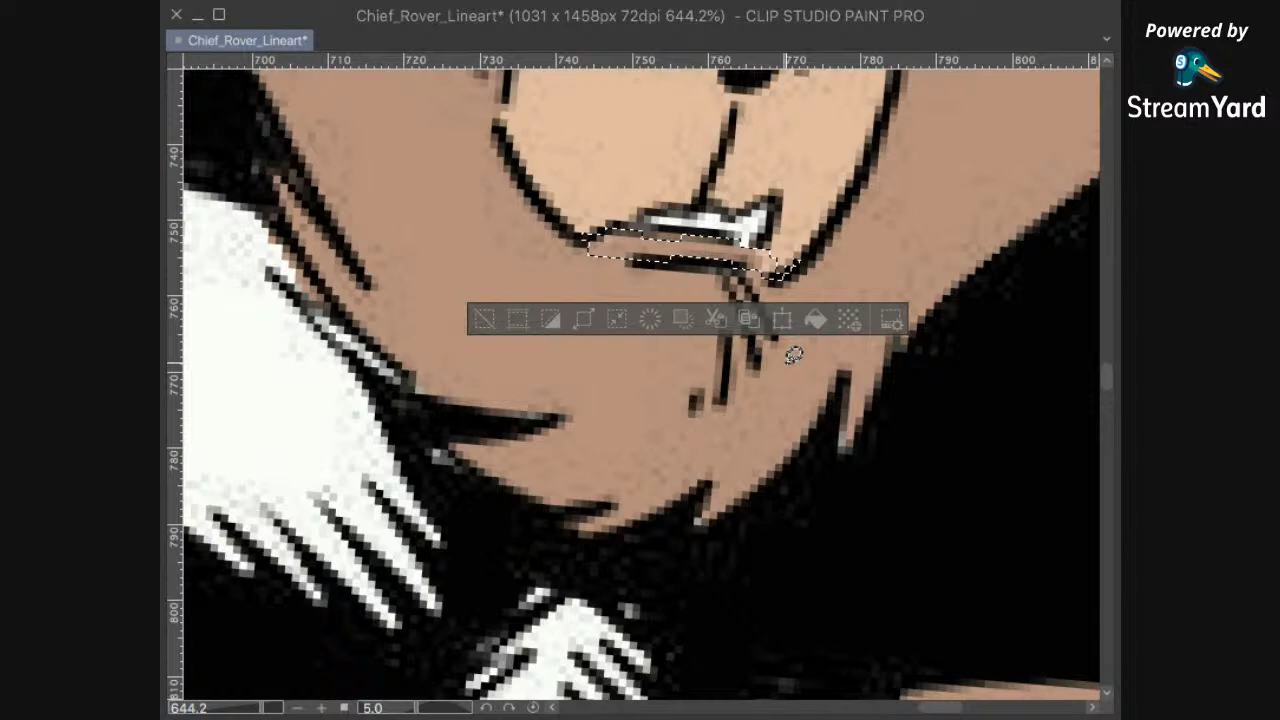 Chief_Rover_Lineart* (1031 x 1458px 72dpi 644.2%) - CLIP STUDIO PAINT PRO
Powered by
Chief_Rover_Lineart*
StreamYard
700 710 720 730 740 750 760 770 780 790 800 8
740
750
760
770
780
790
800
810
644.2 5.0